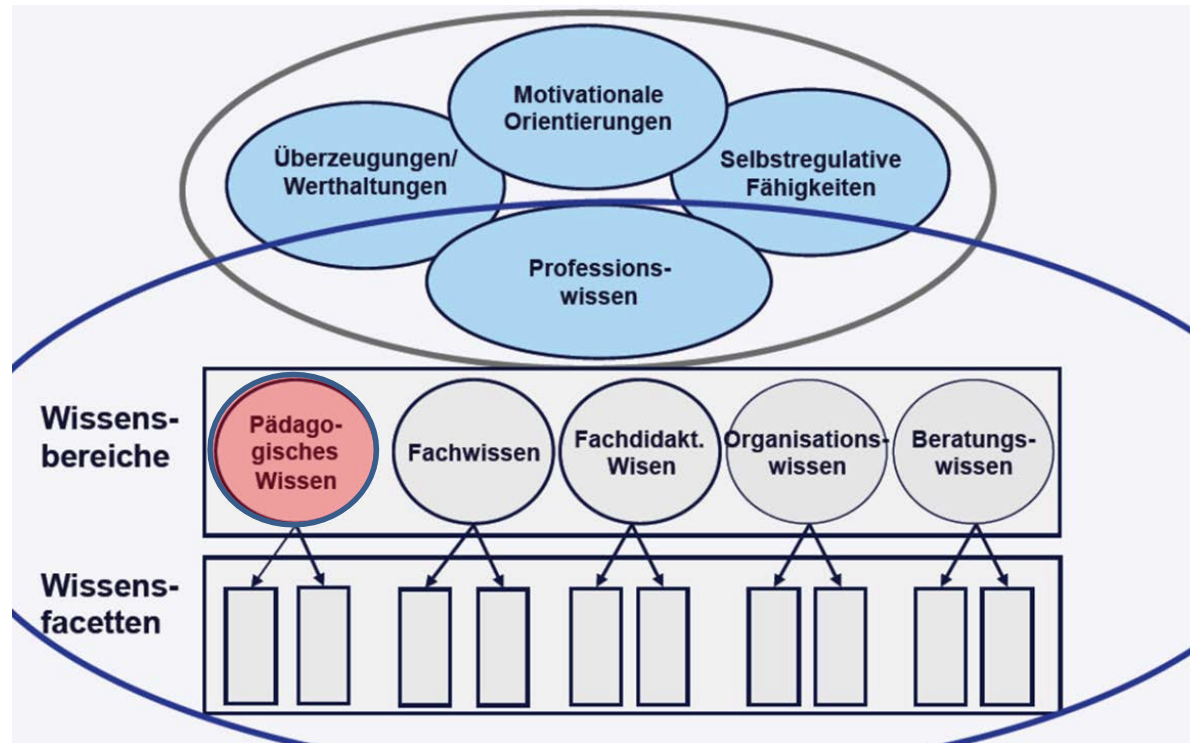 Motivationale
Orientierungen
Überzeugungen/
Werthaltungen
Selbstregulative
Fähigkeiten
Professions-
wissen
Wissens-
bereiche
Pädago-
gisches
Wissen
Fachwissen
Fachdidakt.
Wisen
Organisations-
wissen
Beratungs-
wissen
Wissens-
facetten